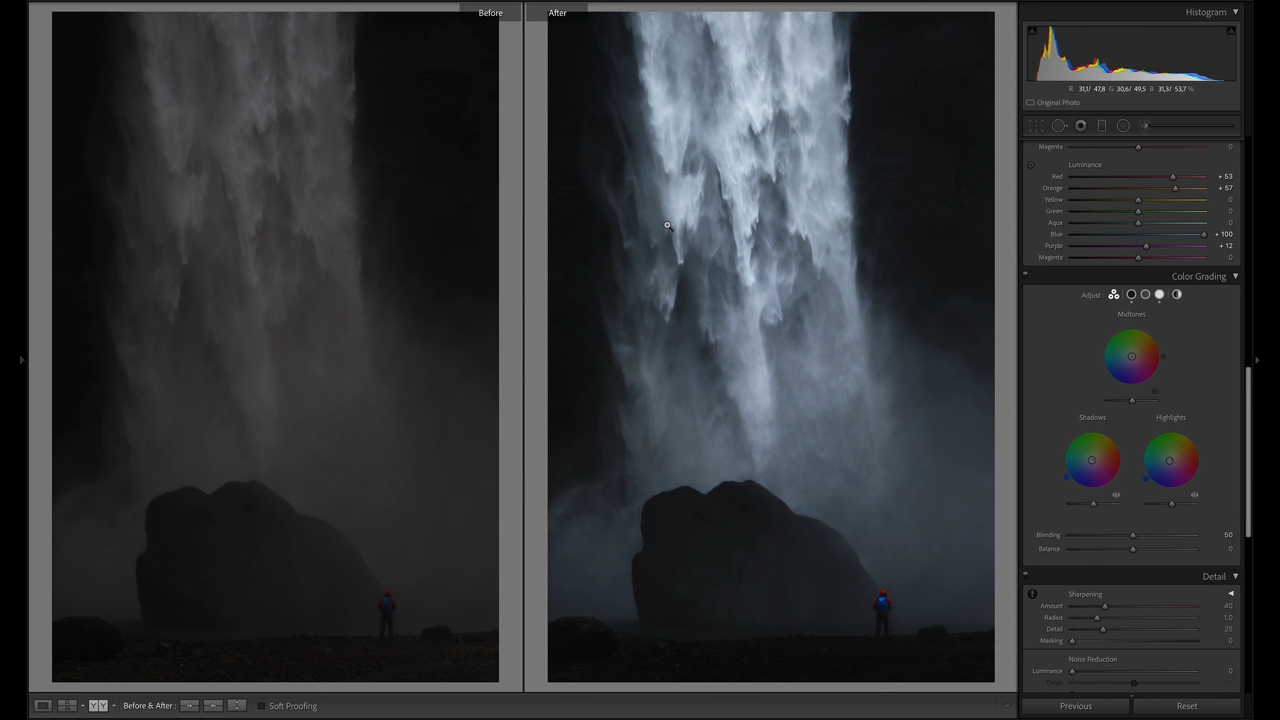 Before
After
Histogram
R 31,1/ 47,8 G 30,6/ 49,5 B 31,3/ 53,7 %
Original Photo
Magenta 0
Luminance
Red + 53
Orange + 57
Yellow 0
Green 0
Aqua 0
Blue + 100
Purple + 12
Magenta 0
Color Grading
Adjust :
Midtones
Shadows Highlights
Blending 50
Balance 0
Detail
Sharpening
Amount 40
Radius 1,0
Detail 25
Masking 0
Noise Reduction
Luminance 0
Detail
Y Y Before & After : Soft Proofing
Previous Reset